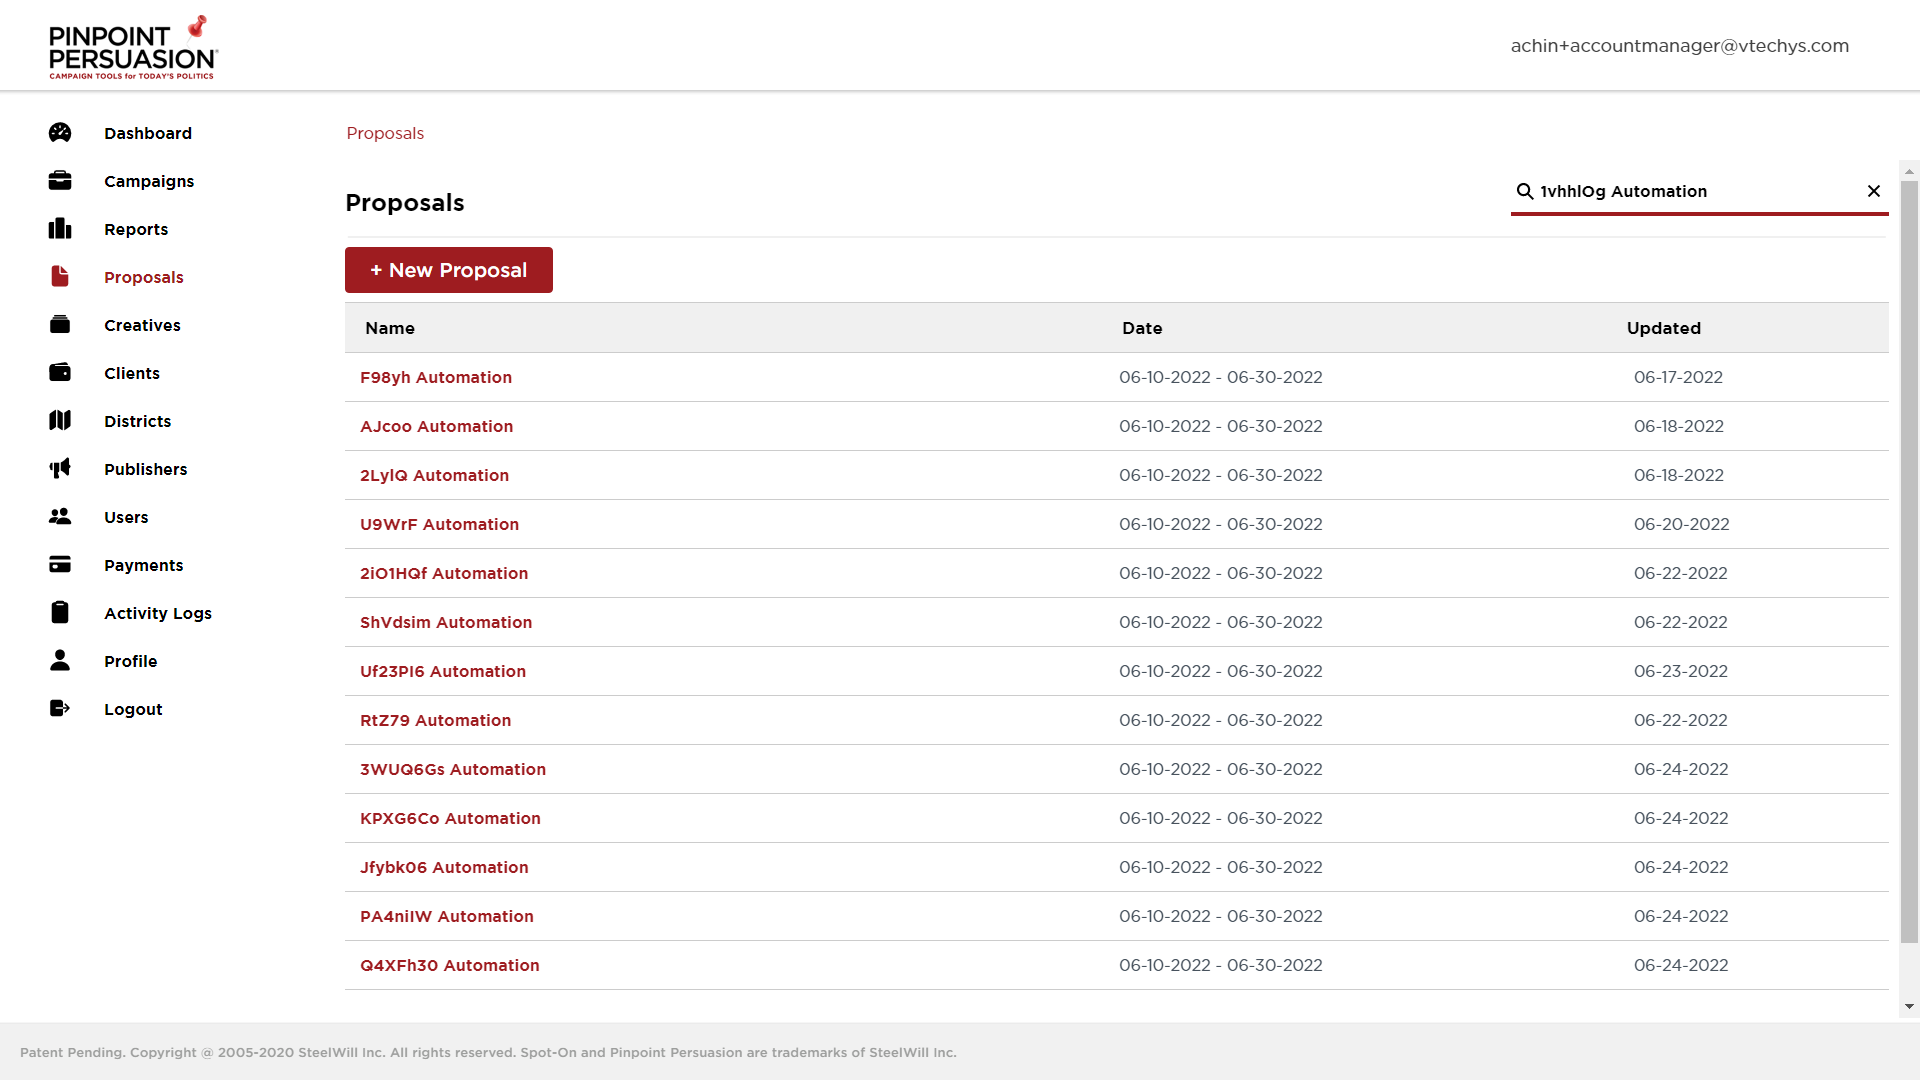 PINPOINT
PERSUASION
CAMPAIGN TOOLS for TODAY'S POLITICS
achin+accountmanager@vtechys.com
Dashboard
Campaigns
Reports
Proposals
Creatives
Clients
Districts
Publishers
Users
Payments
Activity Logs
Profile
Logout
Proposals
Proposals
1vhhlOg Automation
+ New Proposal
Name Date Updated
F98yh Automation 06-10-2022 - 06-30-2022 06-17-2022
AJcoo Automation 06-10-2022 - 06-30-2022 06-18-2022
2LylQ Automation 06-10-2022 - 06-30-2022 06-18-2022
U9WrF Automation 06-10-2022 - 06-30-2022 06-20-2022
2iO1HQf Automation 06-10-2022 - 06-30-2022 06-22-2022
ShVdsim Automation 06-10-2022 - 06-30-2022 06-22-2022
Uf23PI6 Automation 06-10-2022 - 06-30-2022 06-23-2022
RtZ79 Automation 06-10-2022 - 06-30-2022 06-22-2022
3WUQ6Gs Automation 06-10-2022 - 06-30-2022 06-24-2022
KPXG6Co Automation 06-10-2022 - 06-30-2022 06-24-2022
Jfybk06 Automation 06-10-2022 - 06-30-2022 06-24-2022
PA4niIW Automation 06-10-2022 - 06-30-2022 06-24-2022
Q4XFh30 Automation 06-10-2022 - 06-30-2022 06-24-2022
Patent Pending. Copyright @ 2005-2020 SteelWill Inc. All rights reserved. Spot-On and Pinpoint Persuasion are trademarks of SteelWill Inc.